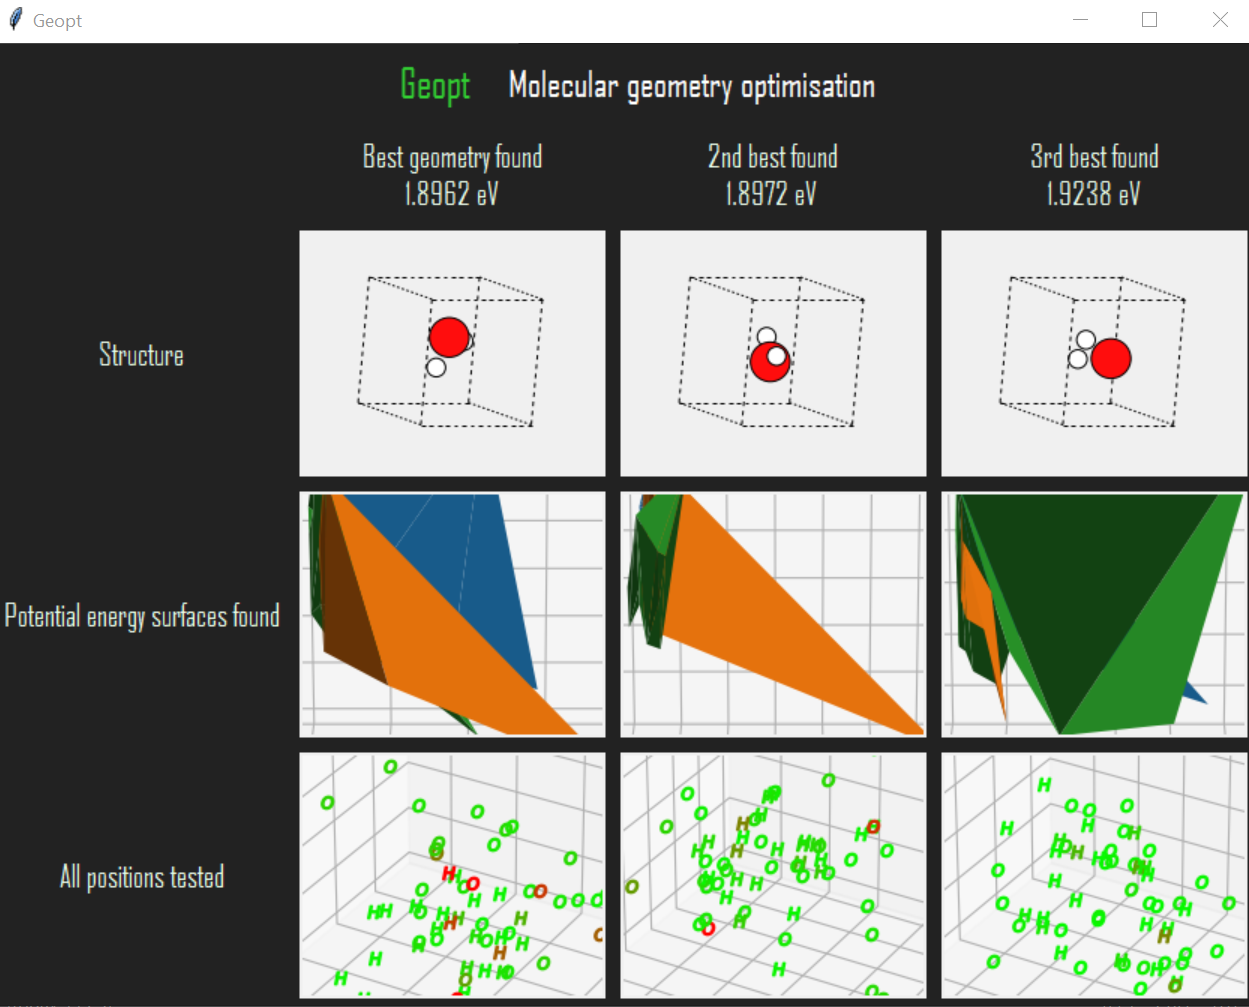 Geopt
Geopt Molecular geometry optimisation
Best geometry found
1.8962 eV
2nd best found
1.8972 eV
3rd best found
1.9238 eV
Structure
Potential energy surfaces found
All positions tested